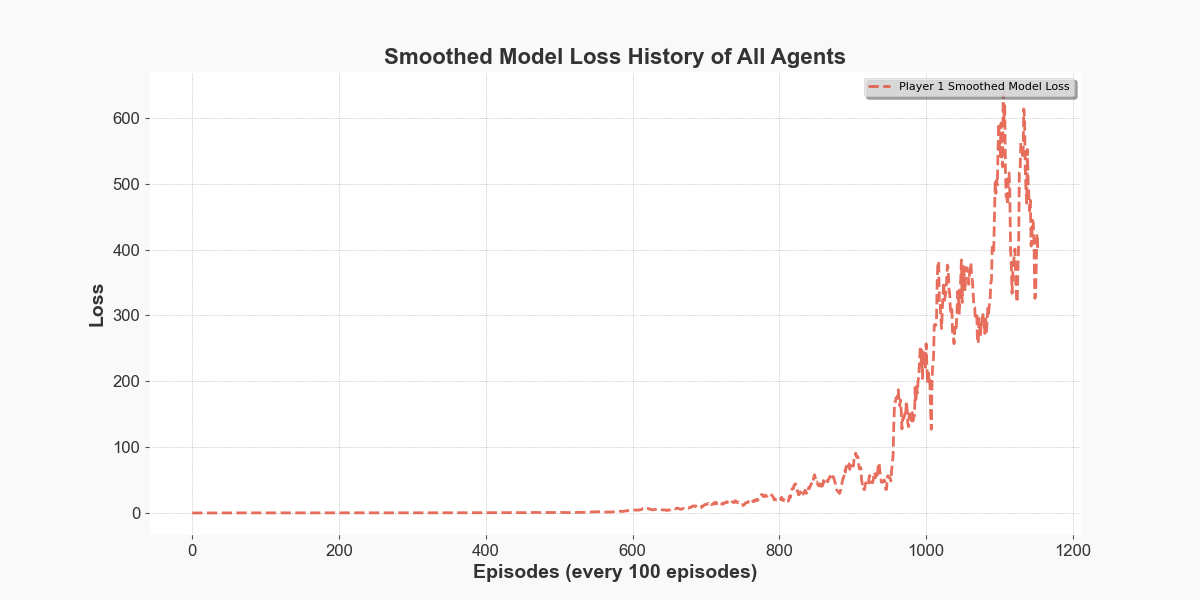 Smoothed Model Loss History of All Agents
Player 1 Smoothed Model Loss
600
500
400
300
200
100
0
Loss
0 200 400 600 800 1000 1200
Episodes (every 100 episodes)